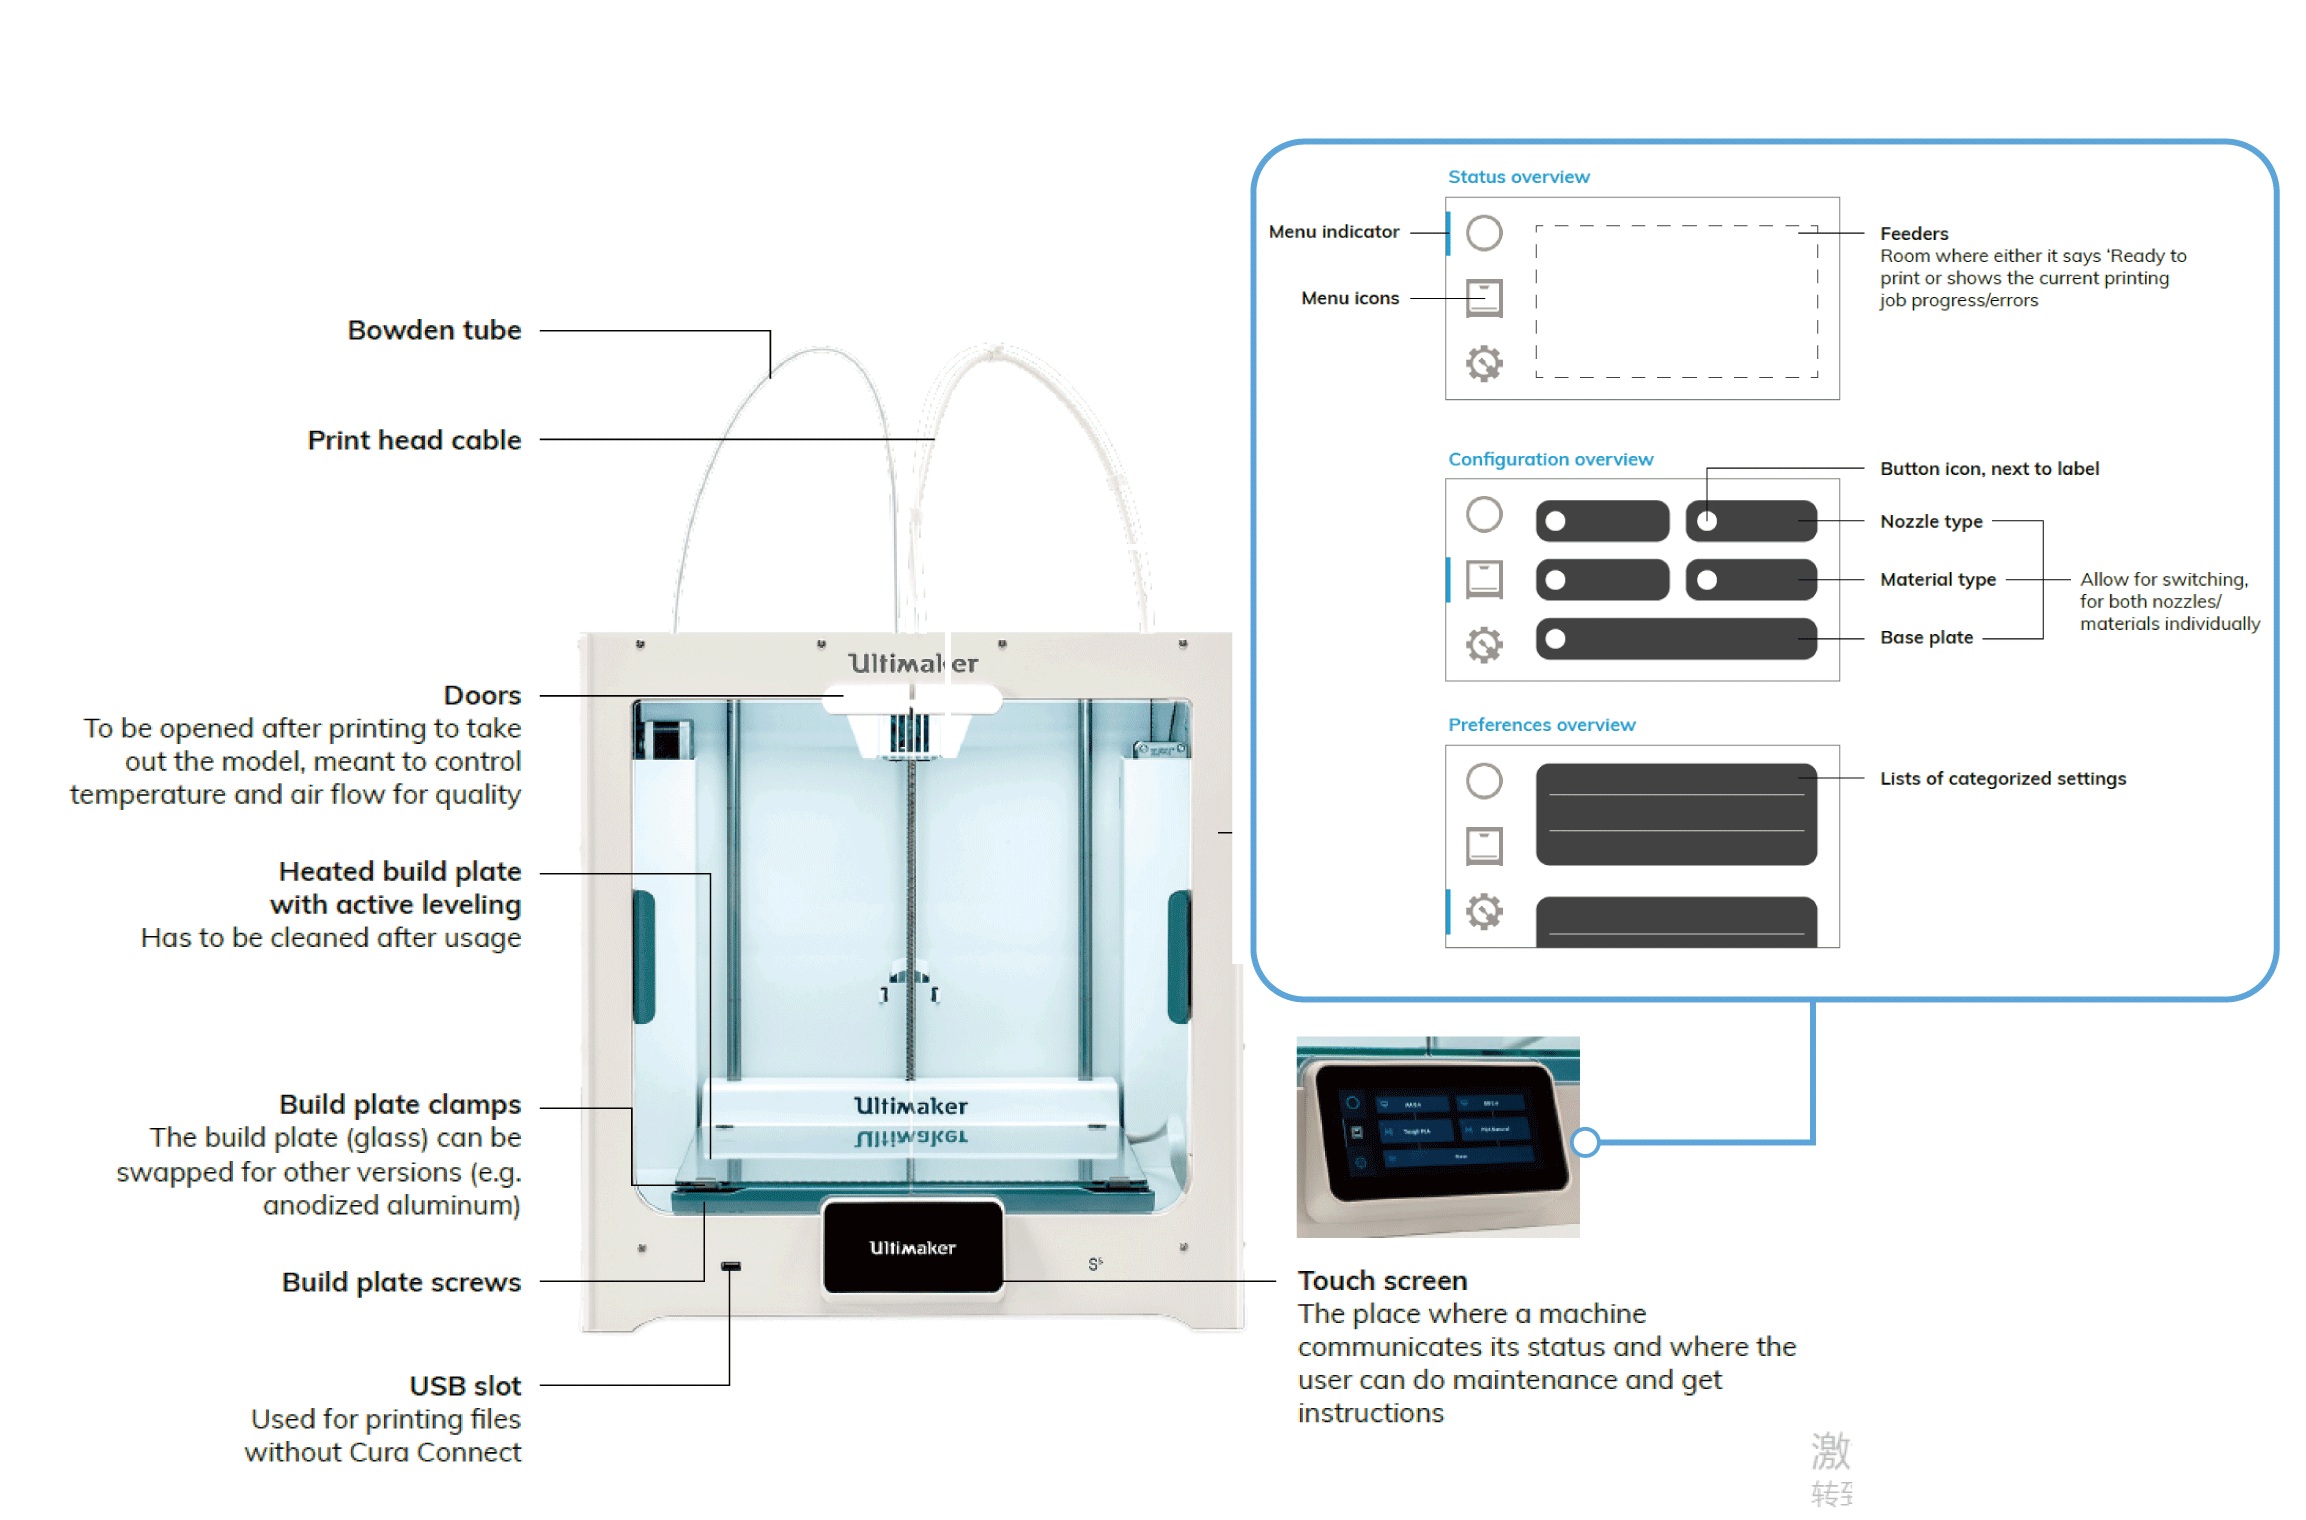 Status overview
Menu indicator
Menu icons
Feeders
Room where either it says ‘Ready to
print or shows the current printing
job progress/errors
Configuration overview
Button icon, next to label
Nozzle type
Material type
Base plate
Allow for switching,
for both nozzles/
materials individually
Preferences overview
Lists of categorized settings
Bowden tube
Print head cable
Doors
To be opened after printing to take
out the model, meant to control
temperature and air flow for quality
Heated build plate
with active leveling
Has to be cleaned after usage
Build plate clamps
The build plate (glass) can be
swapped for other versions (e.g.
anodized aluminum)
Build plate screws
USB slot
Used for printing files
without Cura Connect
Ultimaker
Ultimaker
Ultimaker
Ultimaker
S5
Touch screen
The place where a machine
communicates its status and where the
user can do maintenance and get
instructions
激
转到